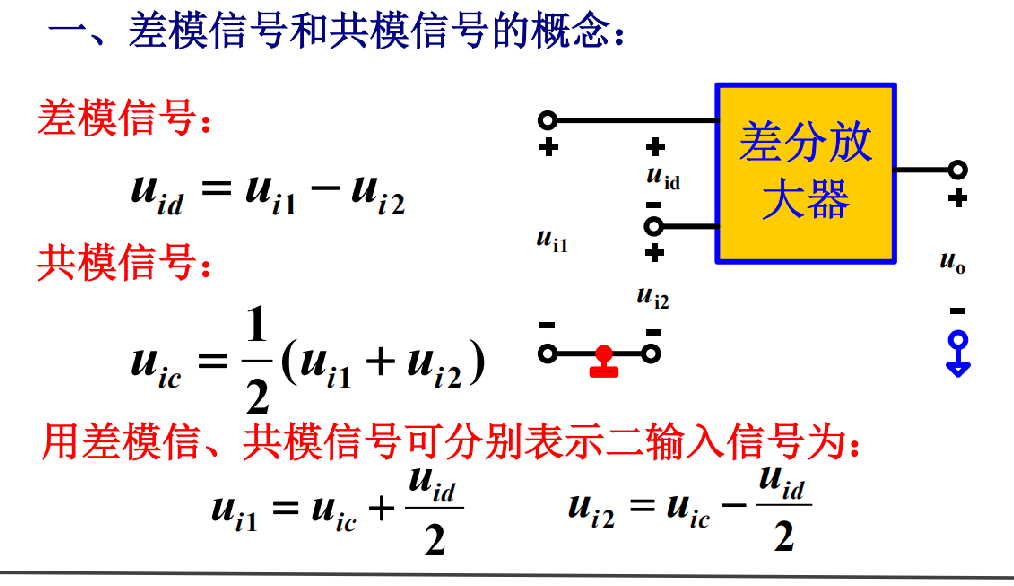 一、差模信号和共模信号的概念：
差模信号：
u_{id} = u_{i1} − u_{i2}
共模信号：
u_{ic} = \frac{1}{2}(u_{i1} + u_{i2})
差分放
大器
+
+
u_{id}
−
+
u_{i1}
u_{i2}
−
−
+
u_o
−
用差模信、共模信号可分别表示二输入信号为：
u_{i1} = u_{ic} + \frac{u_{id}}{2}
u_{i2} = u_{ic} − \frac{u_{id}}{2}